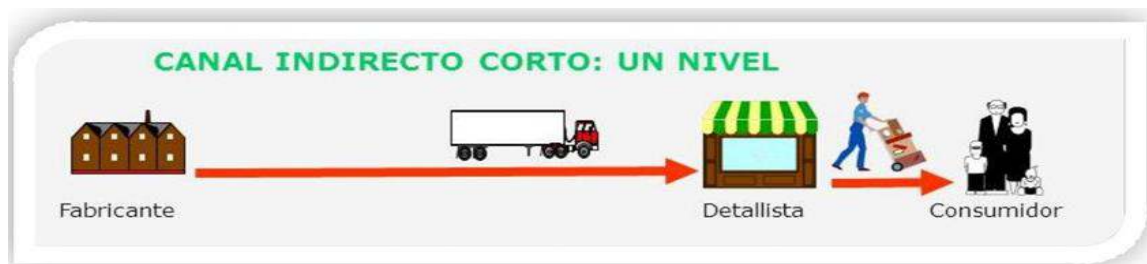 CANAL INDIRECTO CORTO: UN NIVEL
Fabricante
Detallista
Consumidor